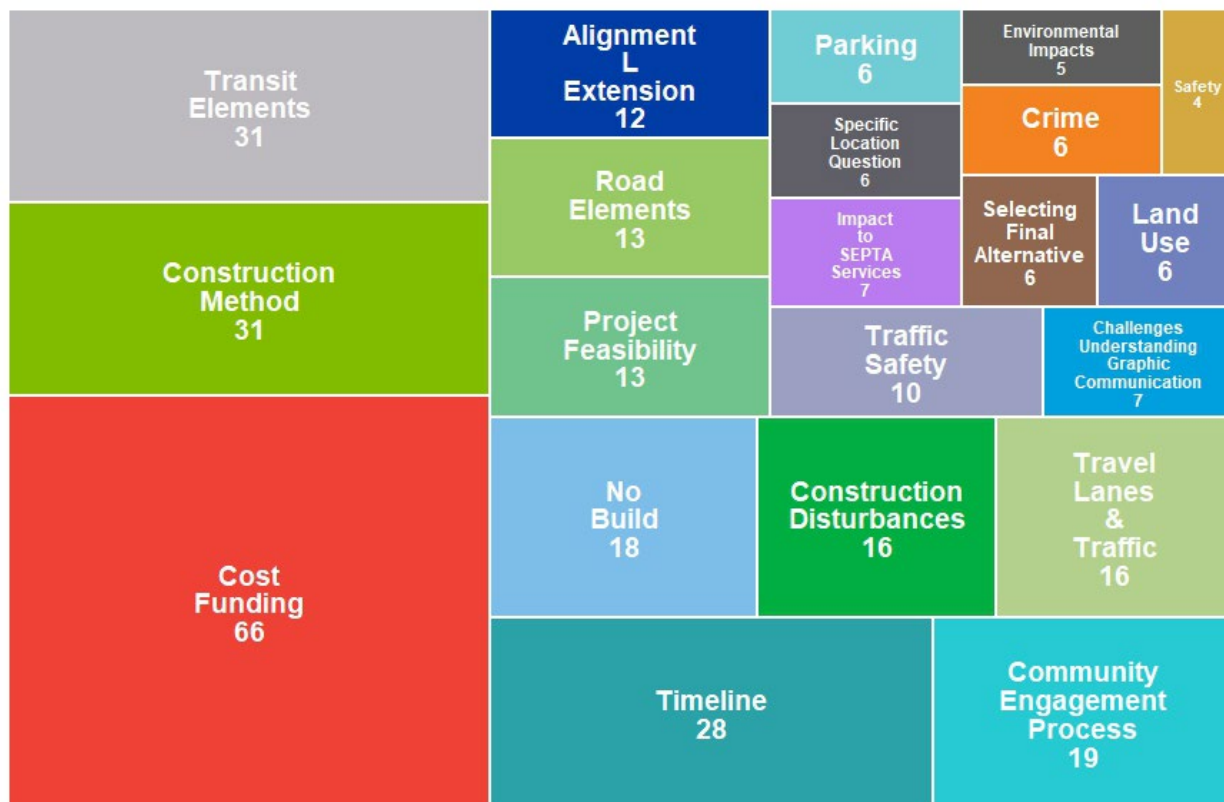 Transit
Elements
31
Construction
Method
31
Cost
Funding
66
Alignment
L
Extension
12
Road
Elements
13
Project
Feasibility
13
No
Build
18
Timeline
28
Parking
6
Specific
Location
Question
6
Impact
to
SEPTA
Services
7
Traffic
Safety
10
Construction
Disturbances
16
Environmental
Impacts
5
Crime
6
Safety
4
Selecting
Final
Alternative
6
Land
Use
6
Challenges
Understanding
Graphic
Communication
7
Travel
Lanes
&
Traffic
16
Community
Engagement
Process
19